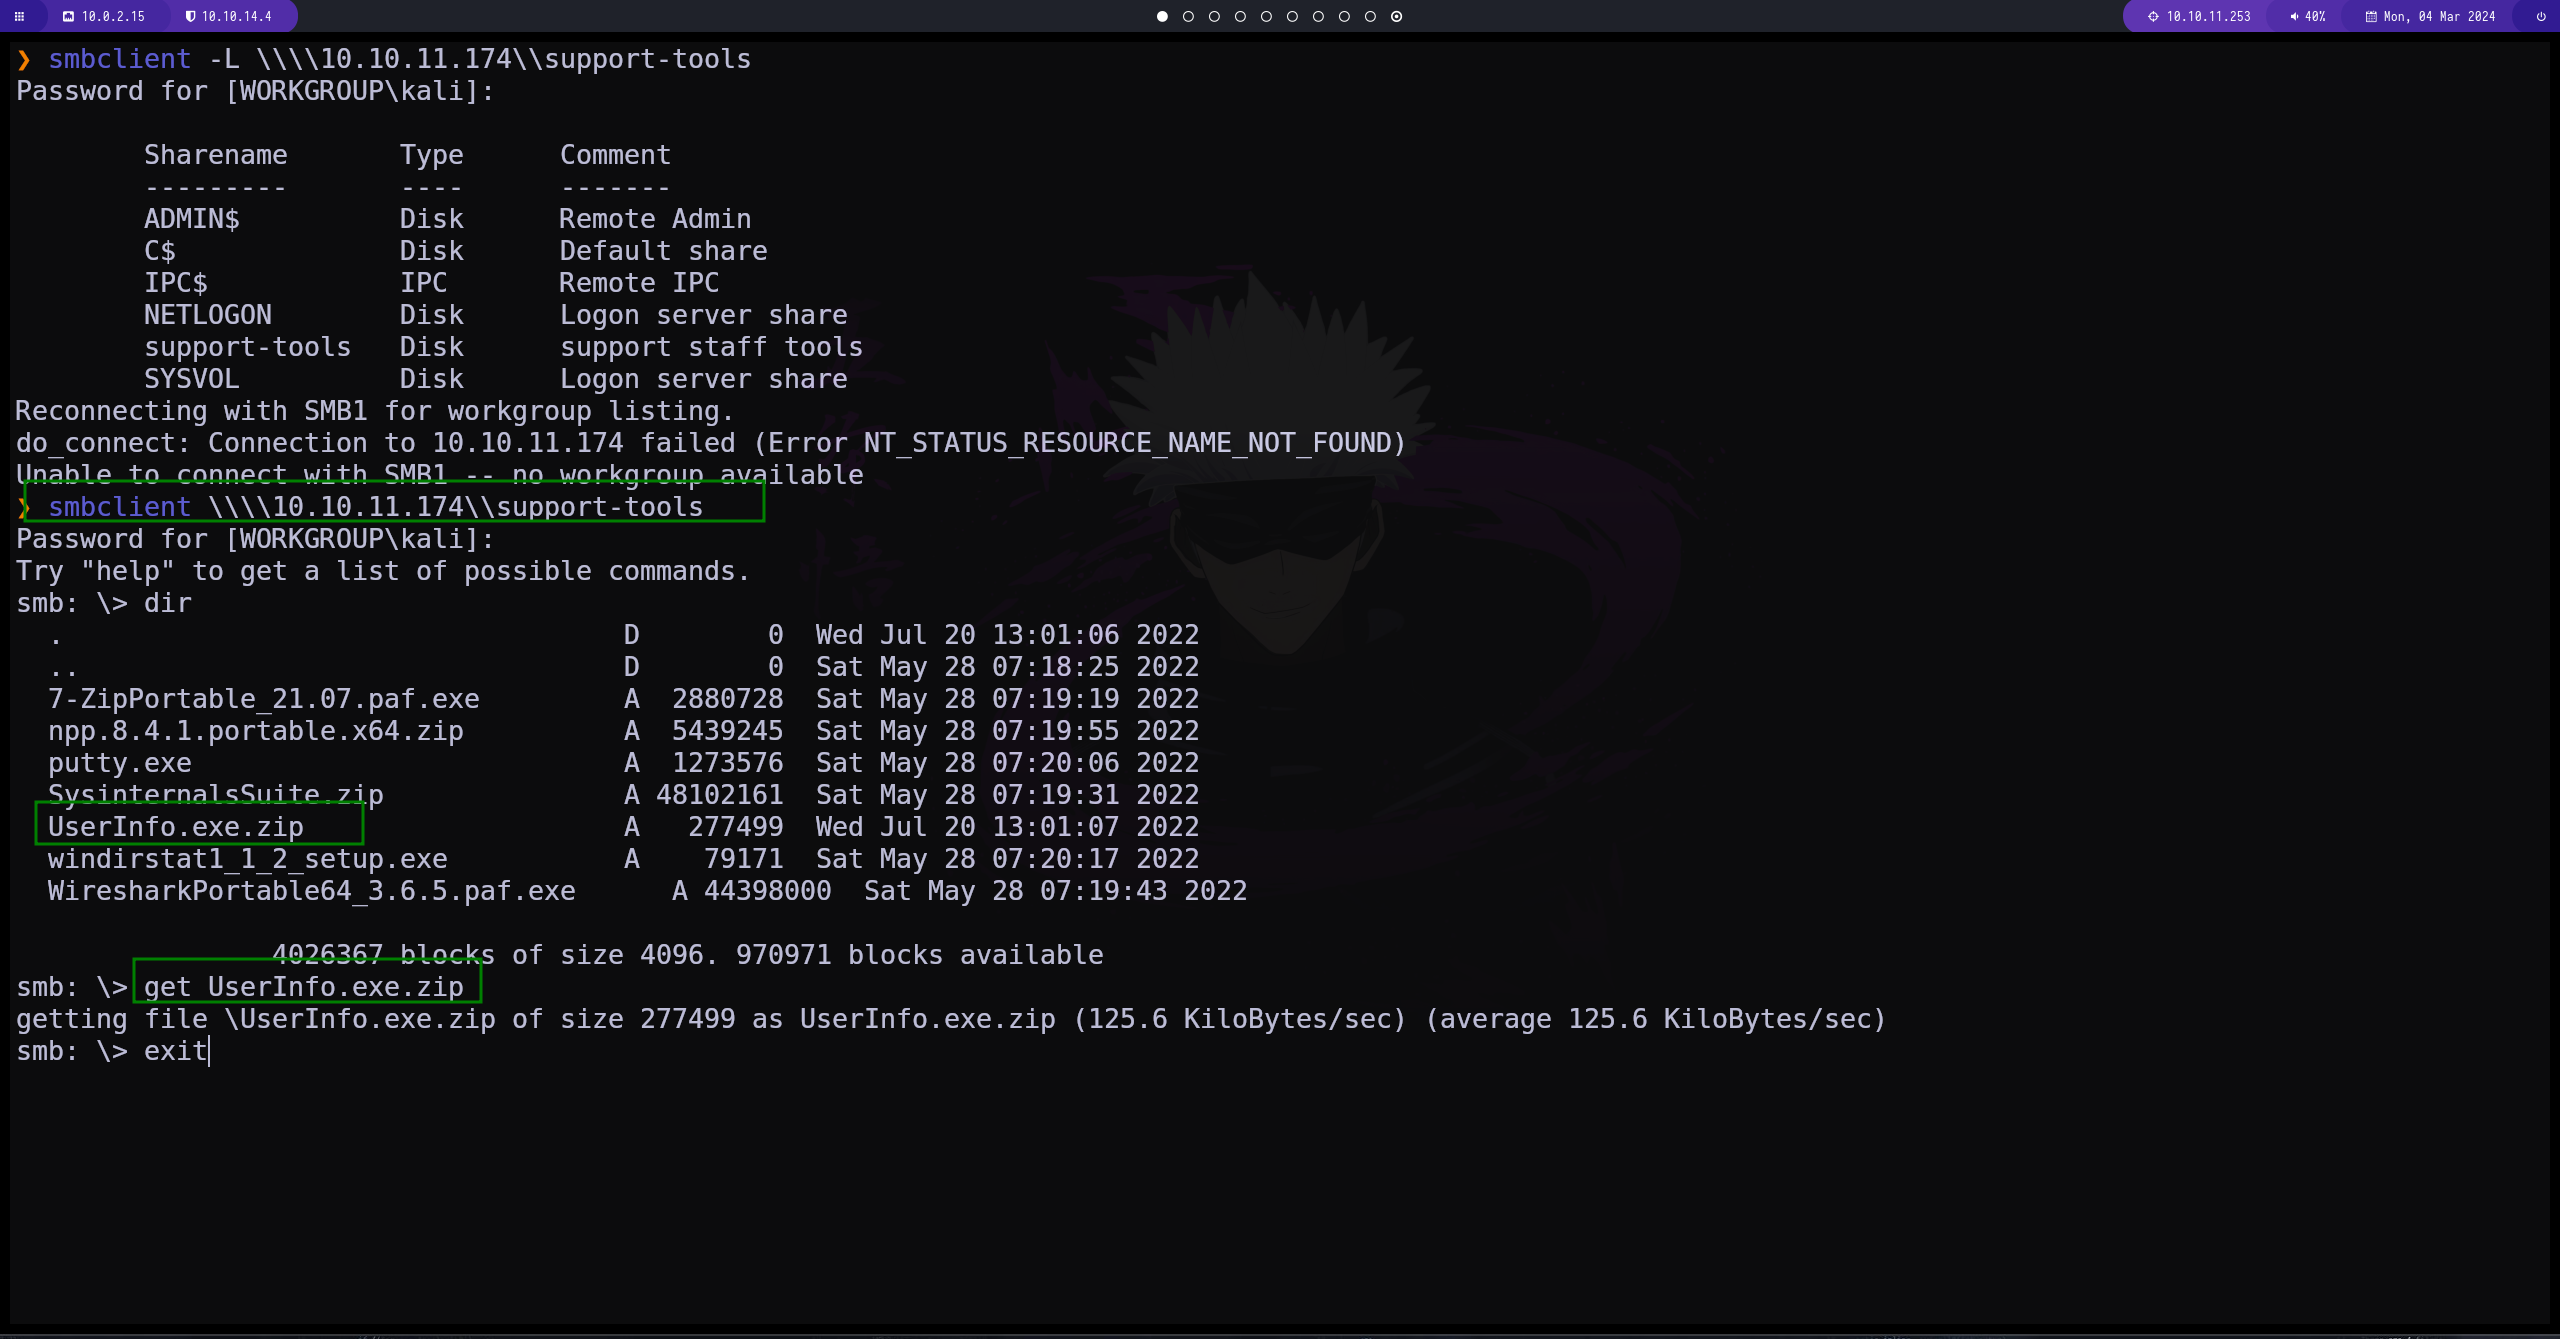 10.0.2.15 10.10.14.4 10.10.11.253 40% Mon, 04 Mar 2024
❯ smbclient -L \\\\10.10.11.174\\support-tools
Password for [WORKGROUP\kali]:
Sharename Type Comment
--------- ---- -------
ADMIN$ Disk Remote Admin
C$ Disk Default share
IPC$ IPC Remote IPC
NETLOGON Disk Logon server share
support-tools Disk support staff tools
SYSVOL Disk Logon server share
Reconnecting with SMB1 for workgroup listing.
do_connect: Connection to 10.10.11.174 failed (Error NT_STATUS_RESOURCE_NAME_NOT_FOUND)
Unable to connect with SMB1 -- no workgroup available
❯ smbclient \\\\10.10.11.174\\support-tools
Password for [WORKGROUP\kali]:
Try "help" to get a list of possible commands.
smb: \> dir
. D 0 Wed Jul 20 13:01:06 2022
.. D 0 Sat May 28 07:18:25 2022
7-ZipPortable_21.07.paf.exe A 2880728 Sat May 28 07:19:19 2022
npp.8.4.1.portable.x64.zip A 5439245 Sat May 28 07:19:55 2022
putty.exe A 1273576 Sat May 28 07:20:06 2022
SysinternalsSuite.zip A 48102161 Sat May 28 07:19:31 2022
UserInfo.exe.zip A 277499 Wed Jul 20 13:01:07 2022
windirstat1_1_2_setup.exe A 79171 Sat May 28 07:20:17 2022
WiresharkPortable64_3.6.5.paf.exe A 44398000 Sat May 28 07:19:43 2022
4026367 blocks of size 4096. 970971 blocks available
smb: \> get UserInfo.exe.zip
getting file \UserInfo.exe.zip of size 277499 as UserInfo.exe.zip (125.6 KiloBytes/sec) (average 125.6 KiloBytes/sec)
smb: \> exit